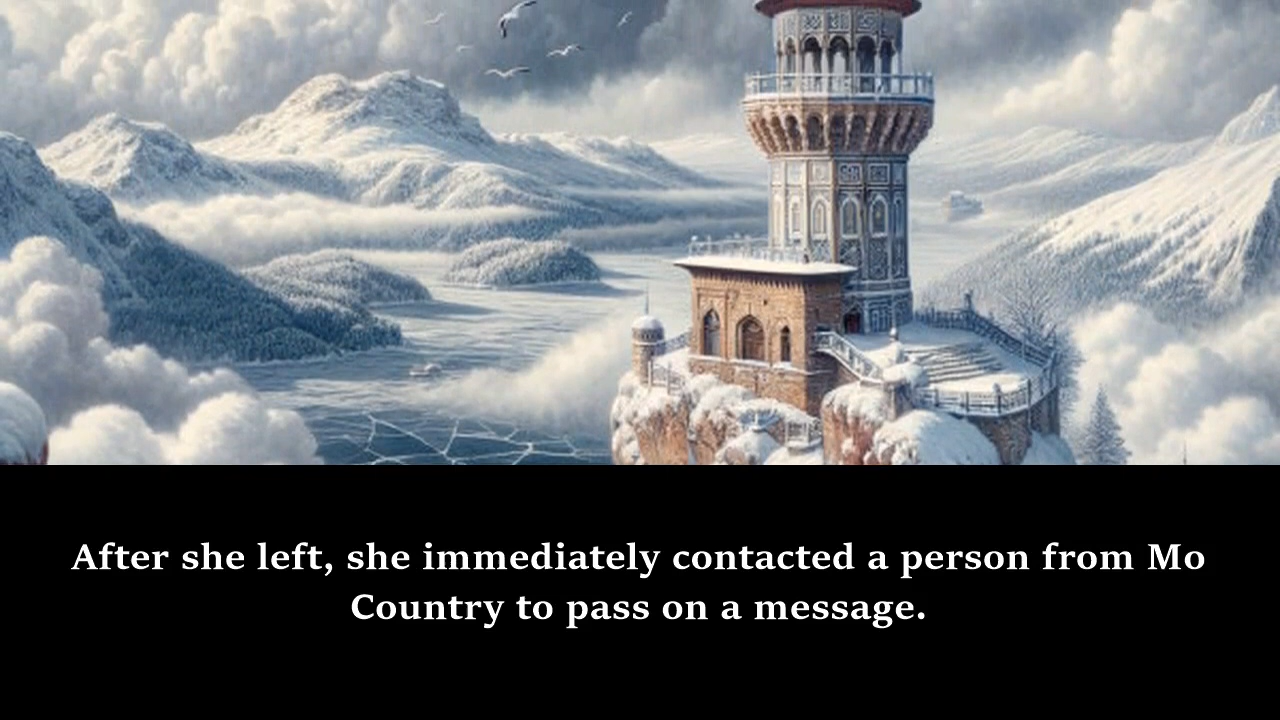 After she left, she immediately contacted a person from Mo
Country to pass on a message.